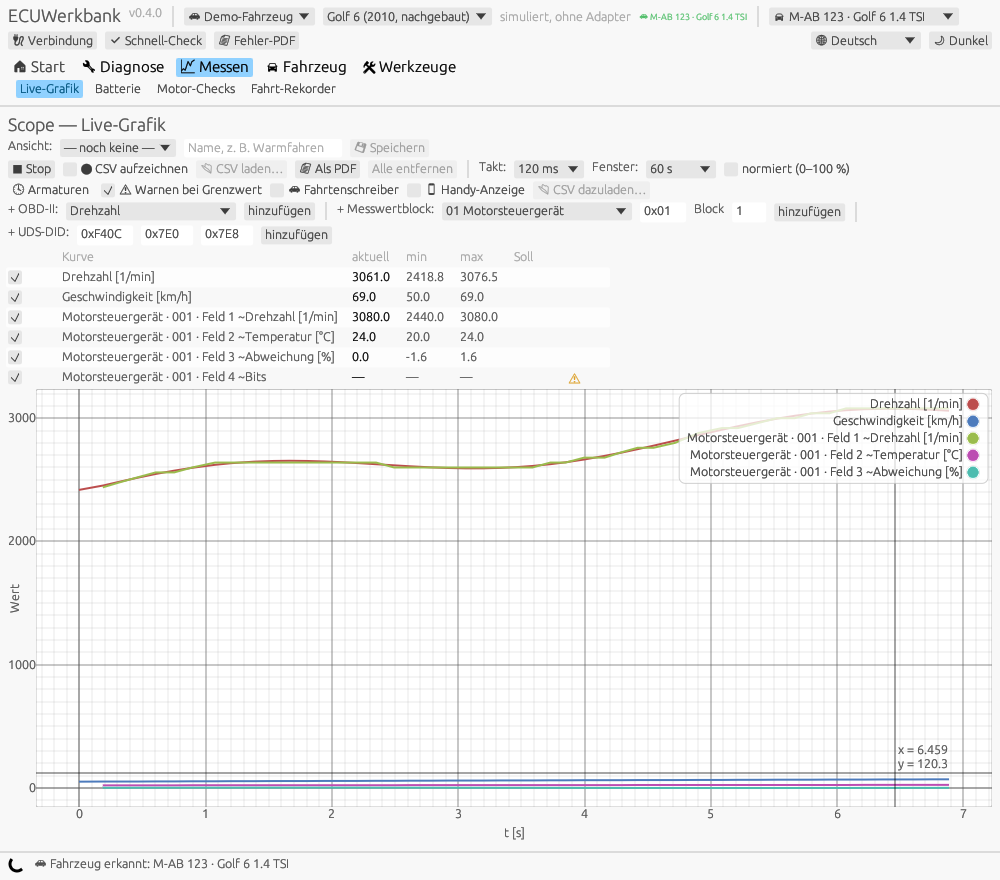 ECUWerkbank v0.4.0 Demo-Fahrzeug Golf 6 (2010, nachgebaut) simuliert, ohne Adapter M-AB 123 · Golf 6 1.4 TSI M-AB 123 · Golf 6 1.4 TSI
Verbindung Schnell-Check Fehler-PDF Deutsch Dunkel
Start Diagnose Messen Fahrzeug Werkzeuge
Live-Grafik Batterie Motor-Checks Fahrt-Rekorder
Scope — Live-Grafik
Ansicht: — noch keine — Name, z. B. Warmfahren Speichern
Stop CSV aufzeichnen CSV laden… Als PDF Alle entfernen Takt: 120 ms Fenster: 60 s normiert (0–100 %)
Armaturen Warnen bei Grenzwert Fahrtenschreiber Handy-Anzeige CSV dazuladen…
+ OBD-II: Drehzahl hinzufügen + Messwertblock: 01 Motorsteuergerät 0x01 Block 1 hinzufügen
+ UDS-DID: 0xF40C 0x7E0 0x7E8 hinzufügen
Kurve aktuell min max Soll
Drehzahl [1/min] 3061.0 2418.8 3076.5
Geschwindigkeit [km/h] 69.0 50.0 69.0
Motorsteuergerät · 001 · Feld 1 ~Drehzahl [1/min] 3080.0 2440.0 3080.0
Motorsteuergerät · 001 · Feld 2 ~Temperatur [°C] 24.0 20.0 24.0
Motorsteuergerät · 001 · Feld 3 ~Abweichung [%] 0.0 -1.6 1.6
Motorsteuergerät · 001 · Feld 4 ~Bits — — —
Drehzahl [1/min]
Geschwindigkeit [km/h]
Motorsteuergerät · 001 · Feld 1 ~Drehzahl [1/min]
Motorsteuergerät · 001 · Feld 2 ~Temperatur [°C]
Motorsteuergerät · 001 · Feld 3 ~Abweichung [%]
3000
2000
1000
0
Wert
x = 6.459
y = 120.3
0 1 2 3 4 5 6 7
t [s]
Fahrzeug erkannt: M-AB 123 · Golf 6 1.4 TSI